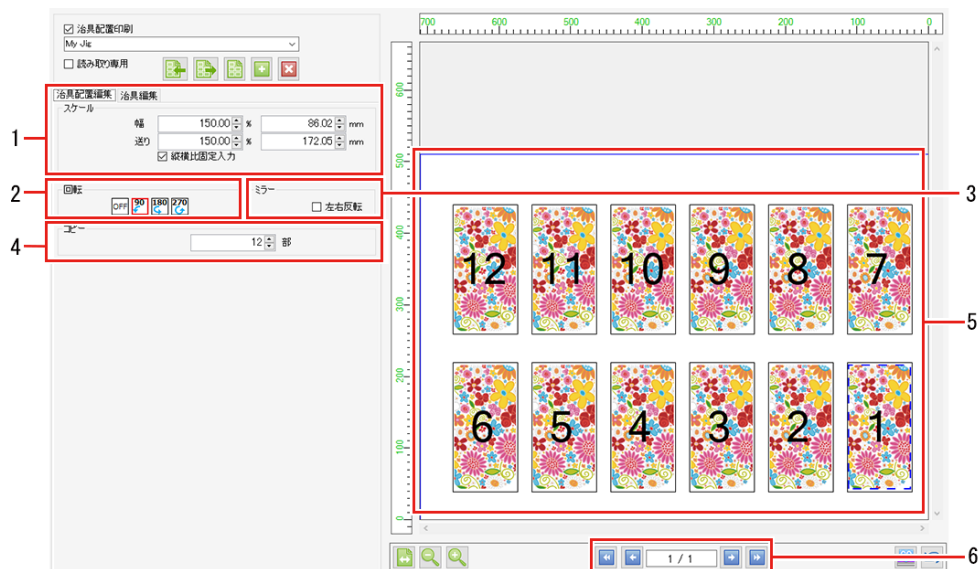 治具配置印刷
My Jig
読み取り専用
治具配置編集 治具編集
スケール
幅 150.00 % 86.02 mm
送り 150.00 % 172.05 mm
縦横比固定入力
回転
OFF 90 180 270
ミラー
左右反転
コピー
12 部
1
2
3
4
5
6
700 600 500 400 300 200 100 0
600
500
400
300
200
100
0
12 11 10 9 8 7
6 5 4 3 2 1
1 / 1